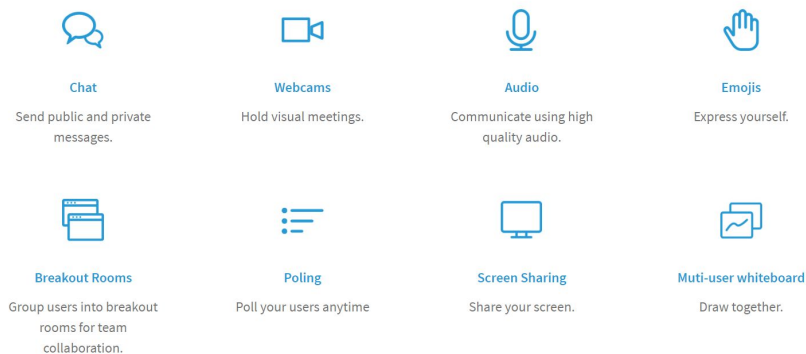 Chat
Webcams
Audio
Emojis
Send public and private
messages.
Hold visual meetings.
Communicate using high
quality audio.
Express yourself.
Breakout Rooms
Poling
Screen Sharing
Muti-user whiteboard
Group users into breakout
rooms for team
collaboration.
Poll your users anytime
Share your screen.
Draw together.